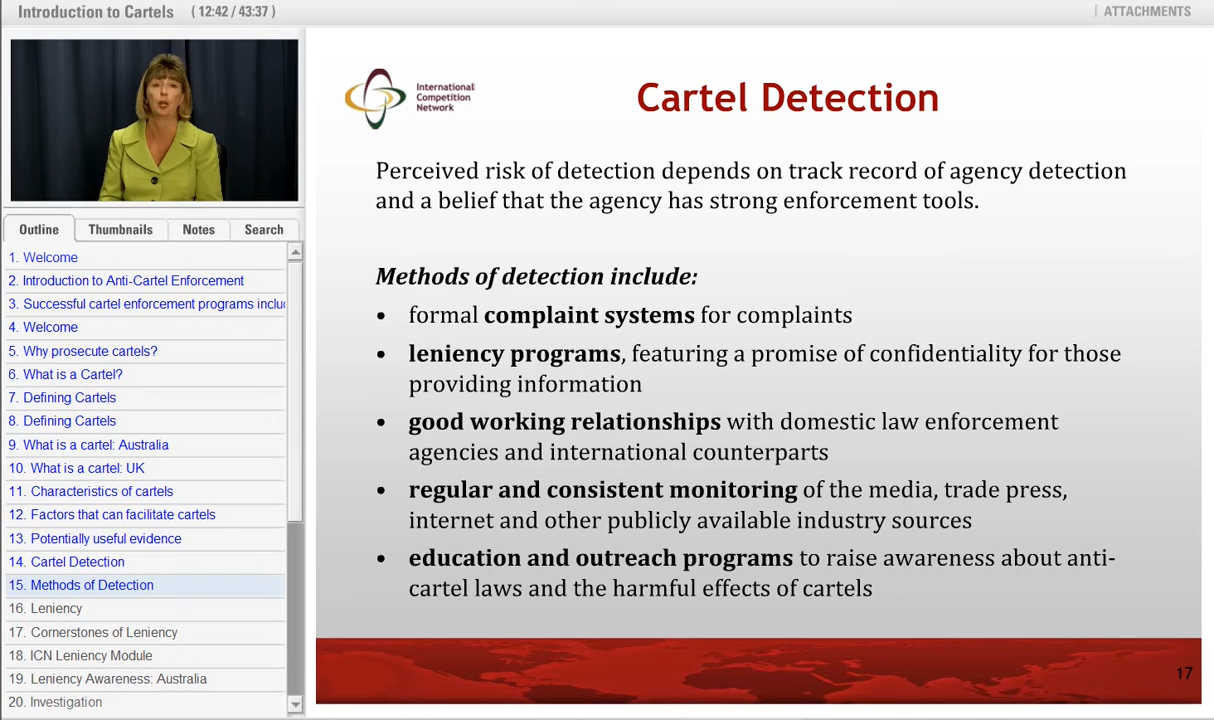 Introduction to Cartels ( 12:42 / 43:37 )
ATTACHMENTS
Outline Thumbnails Notes Search
1. Welcome
2. Introduction to Anti-Cartel Enforcement
3. Successful cartel enforcement programs inclu
4. Welcome
5. Why prosecute cartels?
6. What is a Cartel?
7. Defining Cartels
8. Defining Cartels
9. What is a cartel: Australia
10. What is a cartel: UK
11. Characteristics of cartels
12. Factors that can facilitate cartels
13. Potentially useful evidence
14. Cartel Detection
15. Methods of Detection
16. Leniency
17. Cornerstones of Leniency
18. ICN Leniency Module
19. Leniency Awareness: Australia
20. Investigation
International
Competition
Network
Cartel Detection
Perceived risk of detection depends on track record of agency detection
and a belief that the agency has strong enforcement tools.
Methods of detection include:
• formal complaint systems for complaints
• leniency programs, featuring a promise of confidentiality for those
providing information
• good working relationships with domestic law enforcement
agencies and international counterparts
• regular and consistent monitoring of the media, trade press,
internet and other publicly available industry sources
• education and outreach programs to raise awareness about anti-
cartel laws and the harmful effects of cartels
17